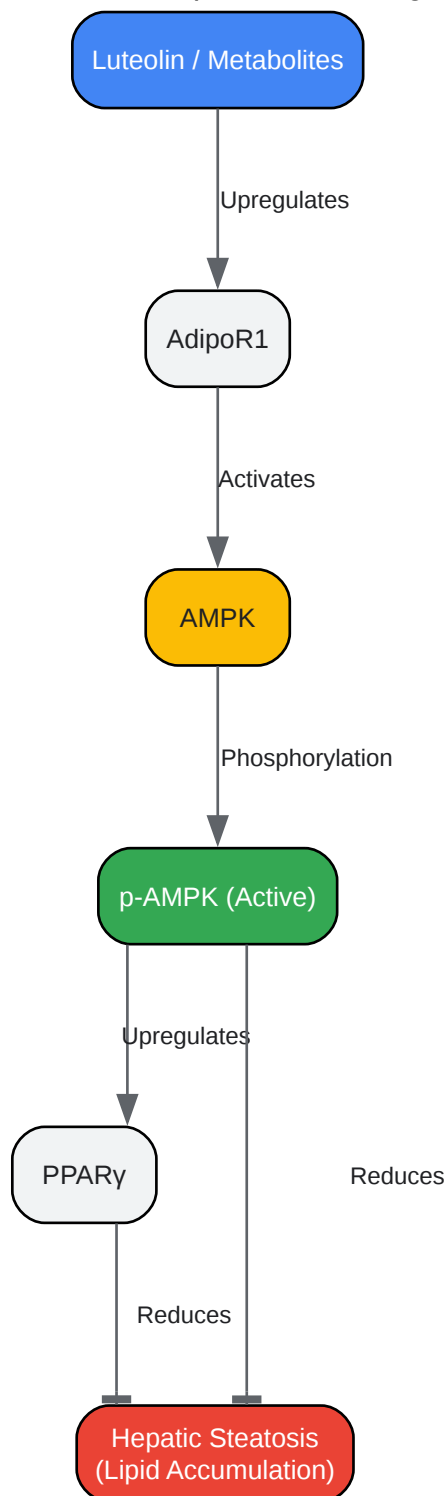 Luteolin / Metabolites
Upregulates
AdipoR1
Activates
AMPK
Phosphorylation
p-AMPK (Active)
Upregulates
PPARγ
Reduces
Reduces
Hepatic Steatosis
(Lipid Accumulation)